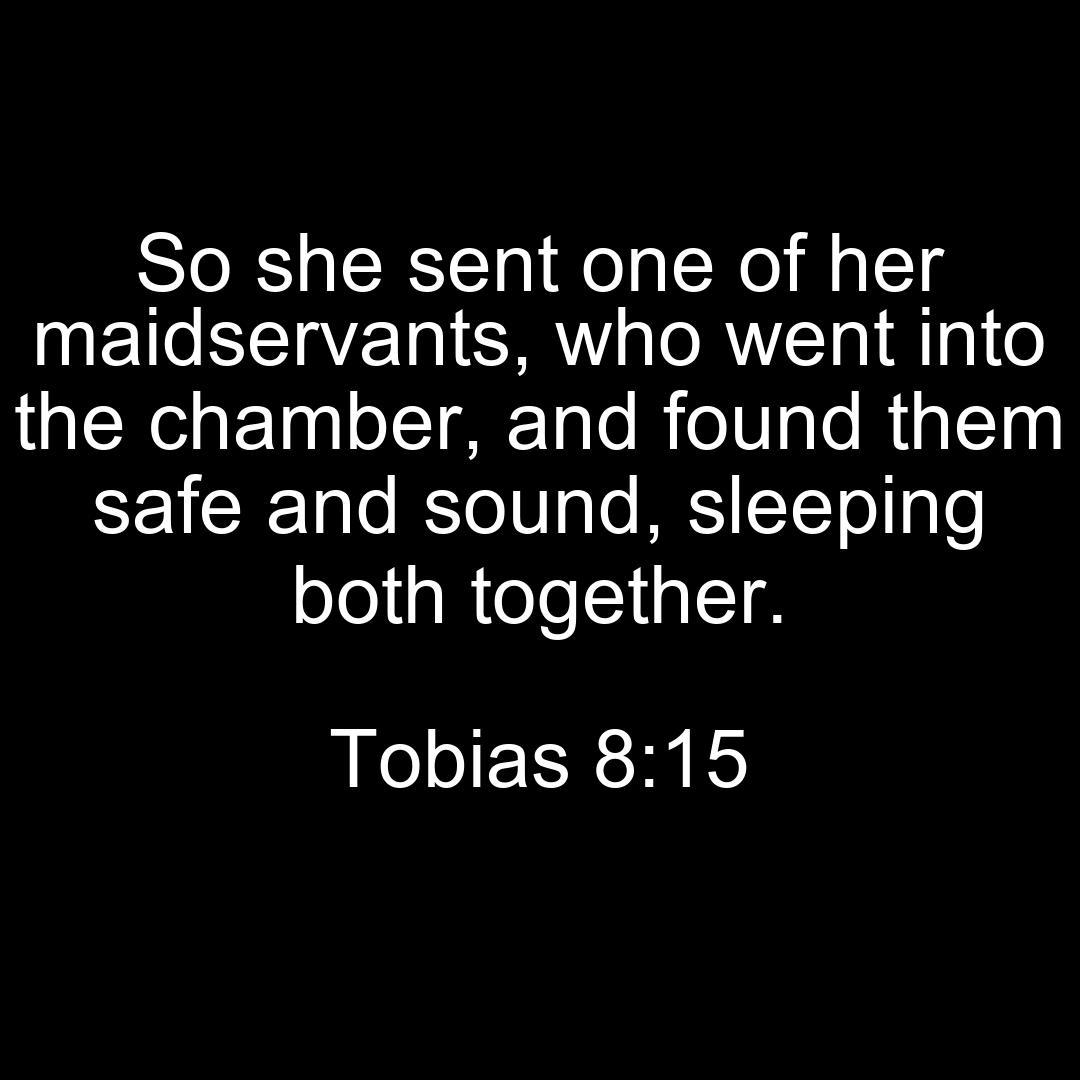 So she sent one of her
maidservants, who went into
the chamber, and found them
safe and sound, sleeping
both together.
Tobias 8:15